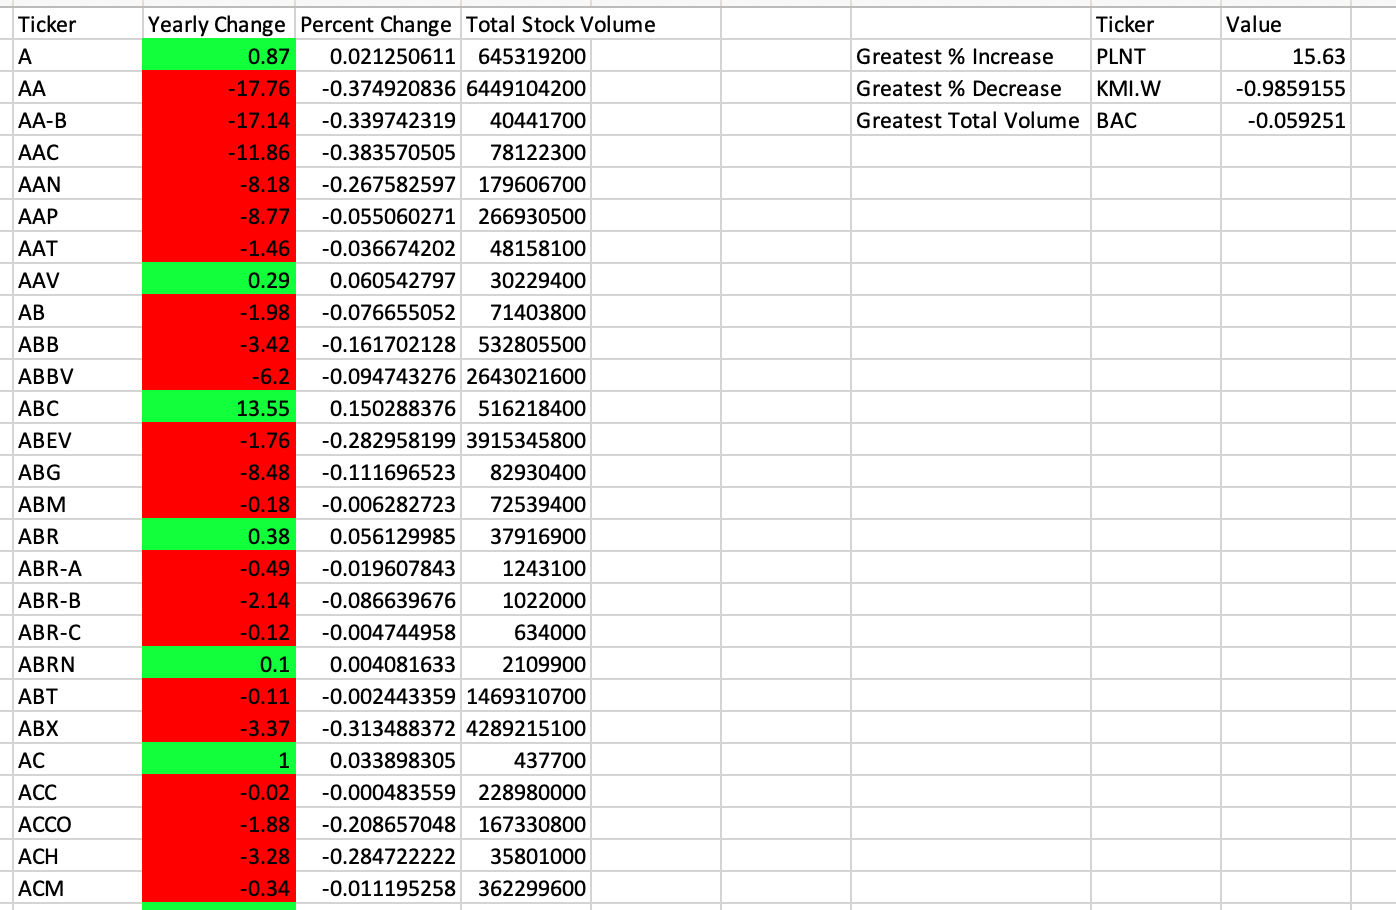 Ticker Yearly Change Percent Change Total Stock Volume Ticker Value
A 0.87 0.021250611 645319200 Greatest % Increase PLNT 15.63
AA -17.76 -0.374920836 6449104200 Greatest % Decrease KMI.W -0.9859155
AA-B -17.14 -0.339742319 40441700 Greatest Total Volume BAC -0.059251
AAC -11.86 -0.383570505 78122300
AAN -8.18 -0.267582597 179606700
AAP -8.77 -0.055060271 266930500
AAT -1.46 -0.036674202 48158100
AAV 0.29 0.060542797 30229400
AB -1.98 -0.076655052 71403800
ABB -3.42 -0.161702128 532805500
ABBV -6.2 -0.094743276 2643021600
ABC 13.55 0.150288376 516218400
ABEV -1.76 -0.282958199 3915345800
ABG -8.48 -0.111696523 82930400
ABM -0.18 -0.006282723 72539400
ABR 0.38 0.056129985 37916900
ABR-A -0.49 -0.019607843 1243100
ABR-B -2.14 -0.086639676 1022000
ABR-C -0.12 -0.004744958 634000
ABRN 0.1 0.004081633 2109900
ABT -0.11 -0.002443359 1469310700
ABX -3.37 -0.313488372 4289215100
AC 1 0.033898305 437700
ACC -0.02 -0.000483559 228980000
ACCO -1.88 -0.208657048 167330800
ACH -3.28 -0.284722222 35801000
ACM -0.34 -0.011195258 362299600